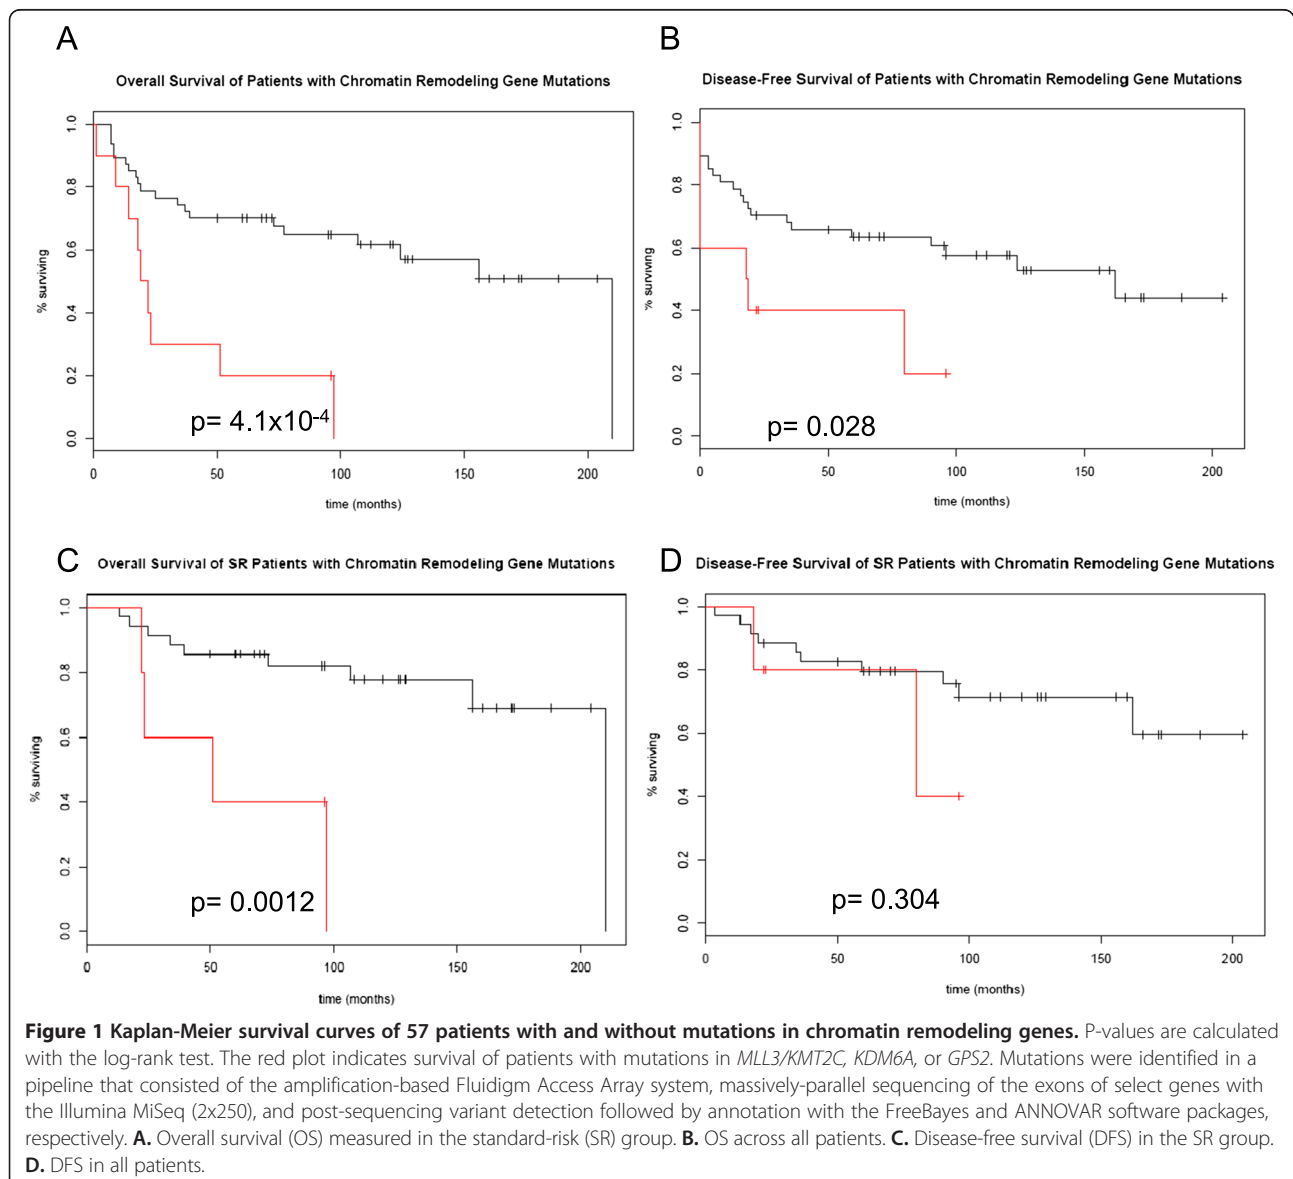 A
Overall Survival of Patients with Chromatin Remodeling Gene Mutations
% surviving
1.0
0.8
0.6
0.4
0.2
0.0
p= 4.1x10-4
0 50 100 150 200
time (months)
B
Disease-Free Survival of Patients with Chromatin Remodeling Gene Mutations
% surviving
1.0
0.8
0.6
0.4
0.2
0.0
p= 0.028
0 50 100 150 200
time (months)
C
Overall Survival of SR Patients with Chromatin Remodeling Gene Mutations
% surviving
1.0
0.8
0.6
0.4
0.2
0.0
p= 0.0012
0 50 100 150 200
time (months)
D
Disease-Free Survival of SR Patients with Chromatin Remodeling Gene Mutations
% surviving
1.0
0.8
0.6
0.4
0.2
0.0
p= 0.304
0 50 100 150 200
time (months)
Figure 1 Kaplan-Meier survival curves of 57 patients with and without mutations in chromatin remodeling genes. P-values are calculated
with the log-rank test. The red plot indicates survival of patients with mutations in MLL3/KMT2C, KDM6A, or GPS2. Mutations were identified in a
pipeline that consisted of the amplification-based Fluidigm Access Array system, massively-parallel sequencing of the exons of select genes with
the Illumina MiSeq (2x250), and post-sequencing variant detection followed by annotation with the FreeBayes and ANNOVAR software packages,
respectively. A. Overall survival (OS) measured in the standard-risk (SR) group. B. OS across all patients. C. Disease-free survival (DFS) in the SR group.
D. DFS in all patients.